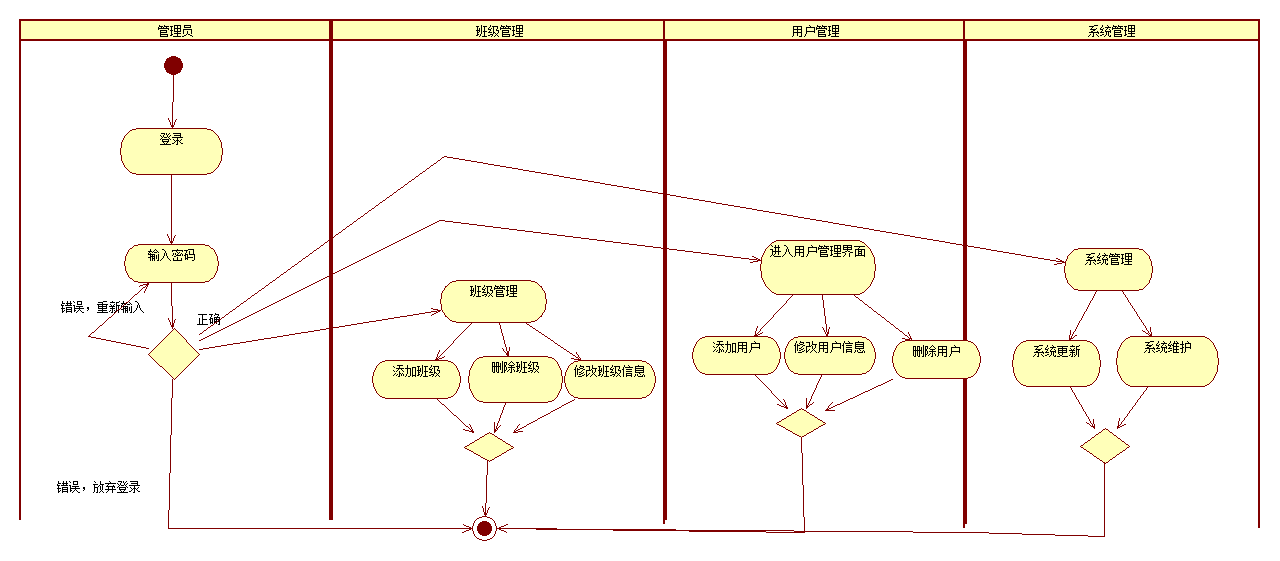 管理员
班级管理
用户管理
系统管理
登录
输入密码
错误，重新输入
正确
进入用户管理界面
系统管理
班级管理
添加用户
修改用户信息
删除用户
系统更新
系统维护
添加班级
删除班级
修改班级信息
错误，放弃登录